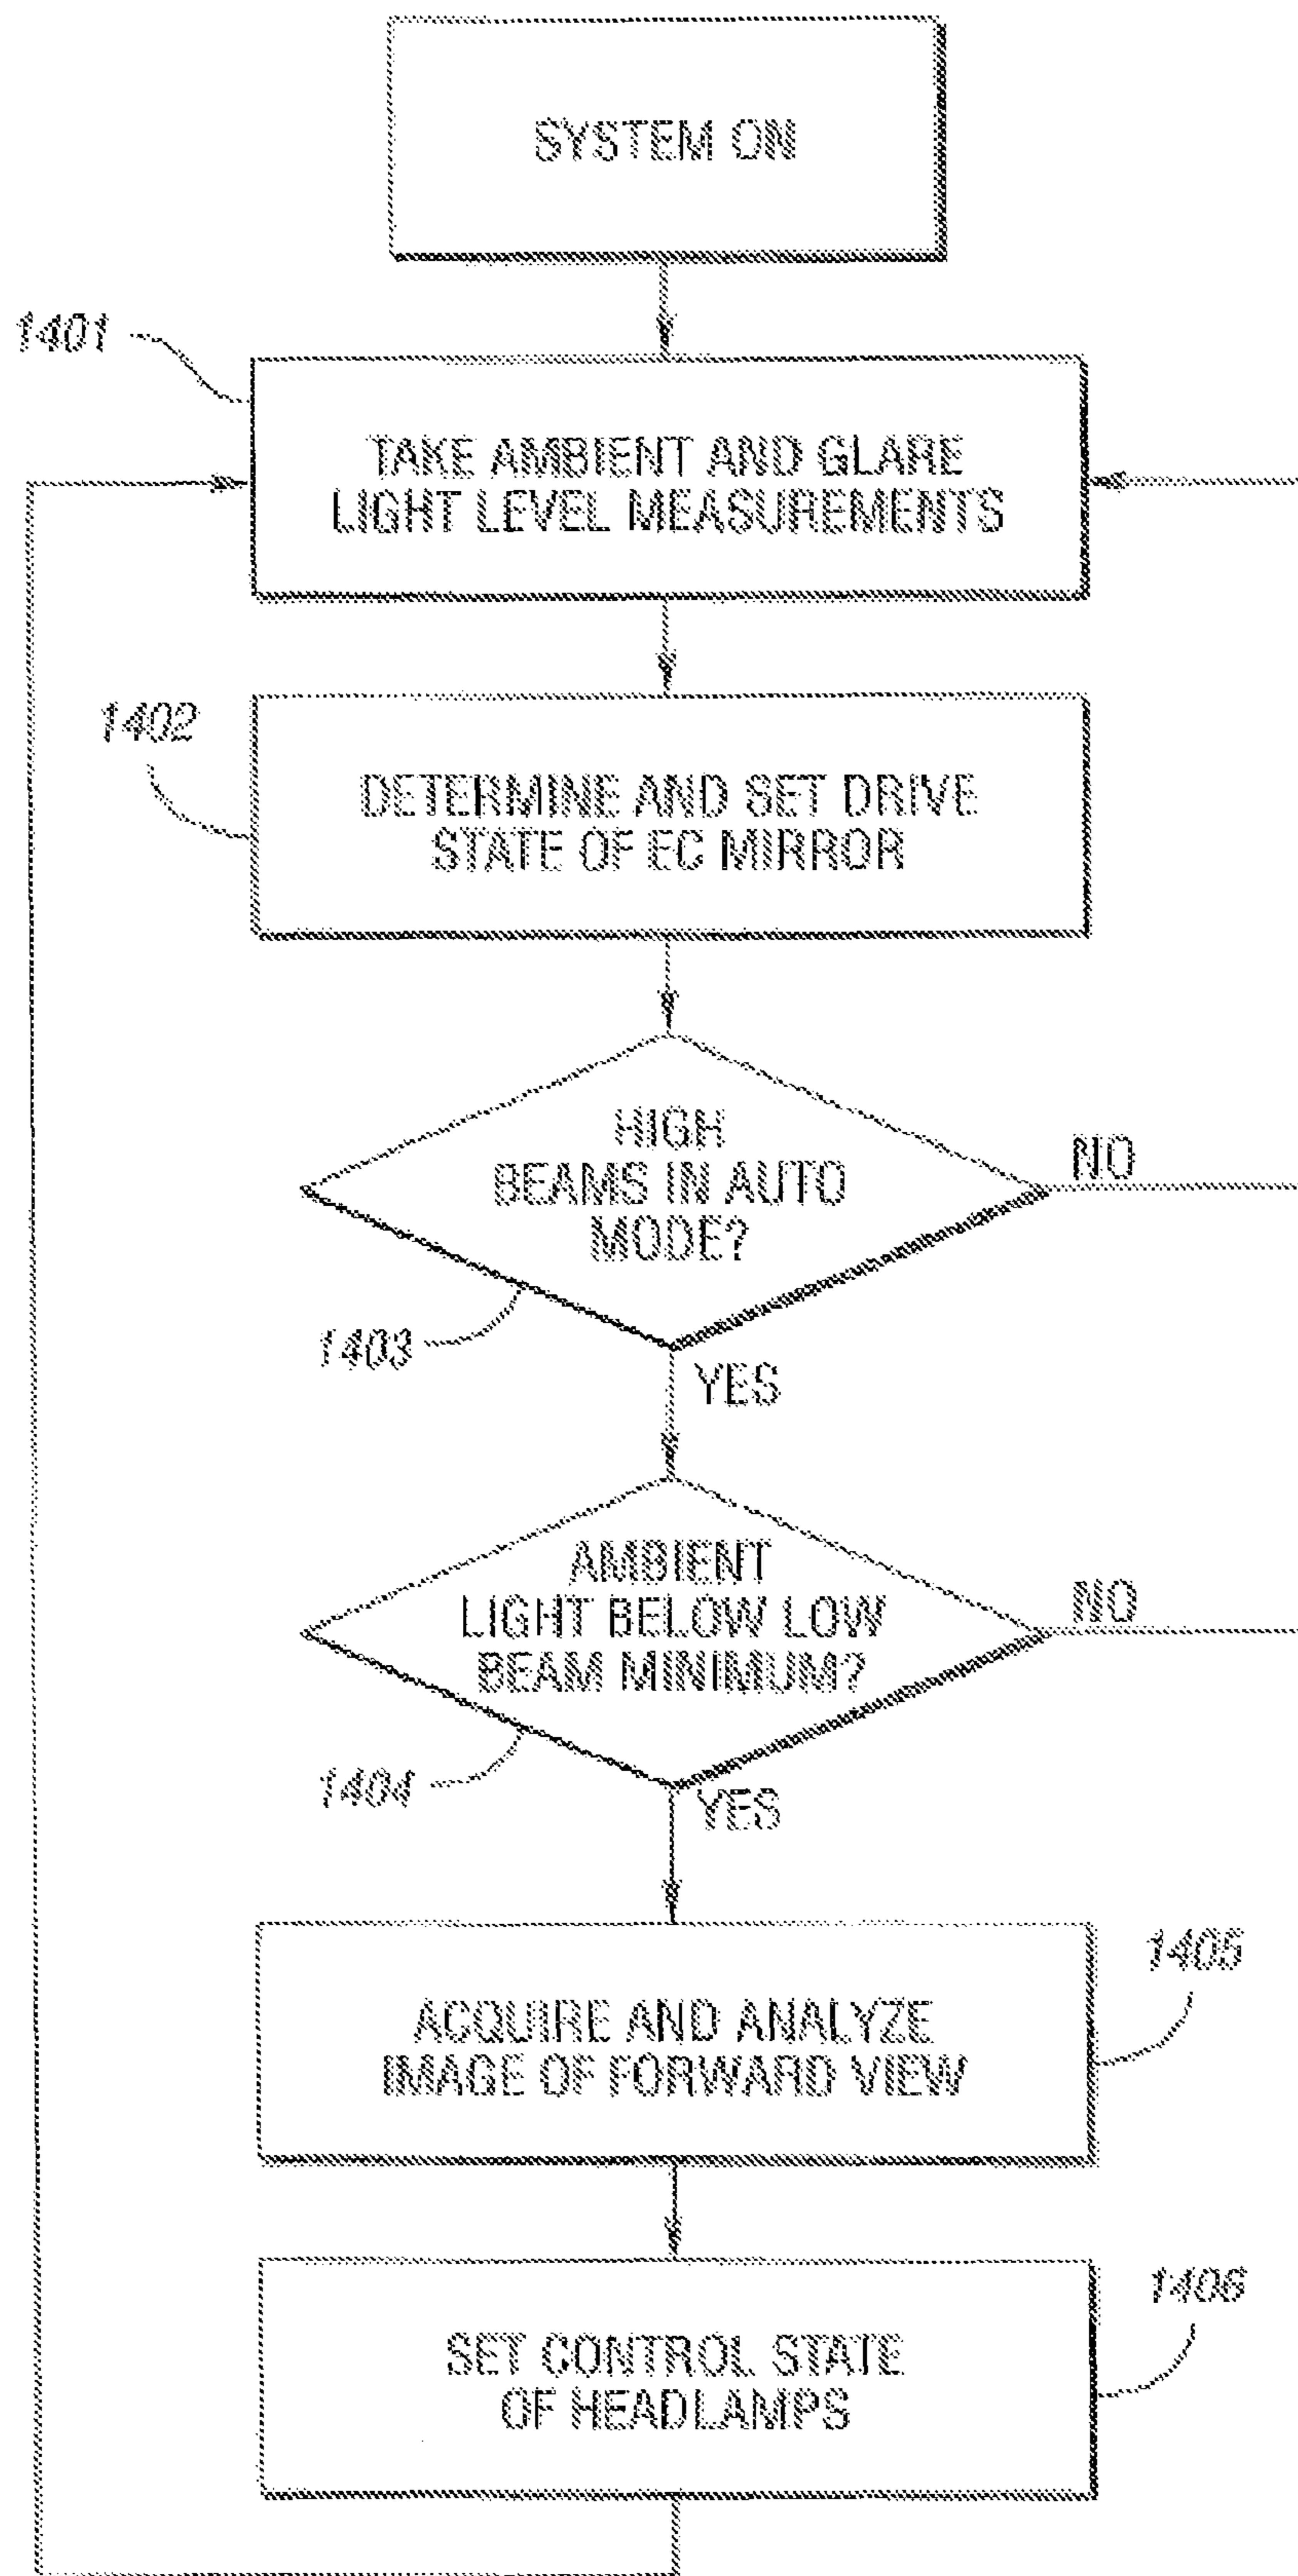 SYSTEM ON
1401
TAKE AMBIENT AND GLARE
LIGHT LEVEL MEASUREMENTS
1402
DETERMINE AND SET DRIVE
STATE OF EC MIRROR
HIGH
BEAMS IN AUTO
MODE?
NO
1403
YES
AMBIENT
LIGHT BELOW LOW
BEAM MINIMUM?
NO
1404
YES
1405
ACQUIRE AND ANALYZE
IMAGE OF FORWARD VIEW
1406
SET CONTROL STATE
OF HEADLAMPS